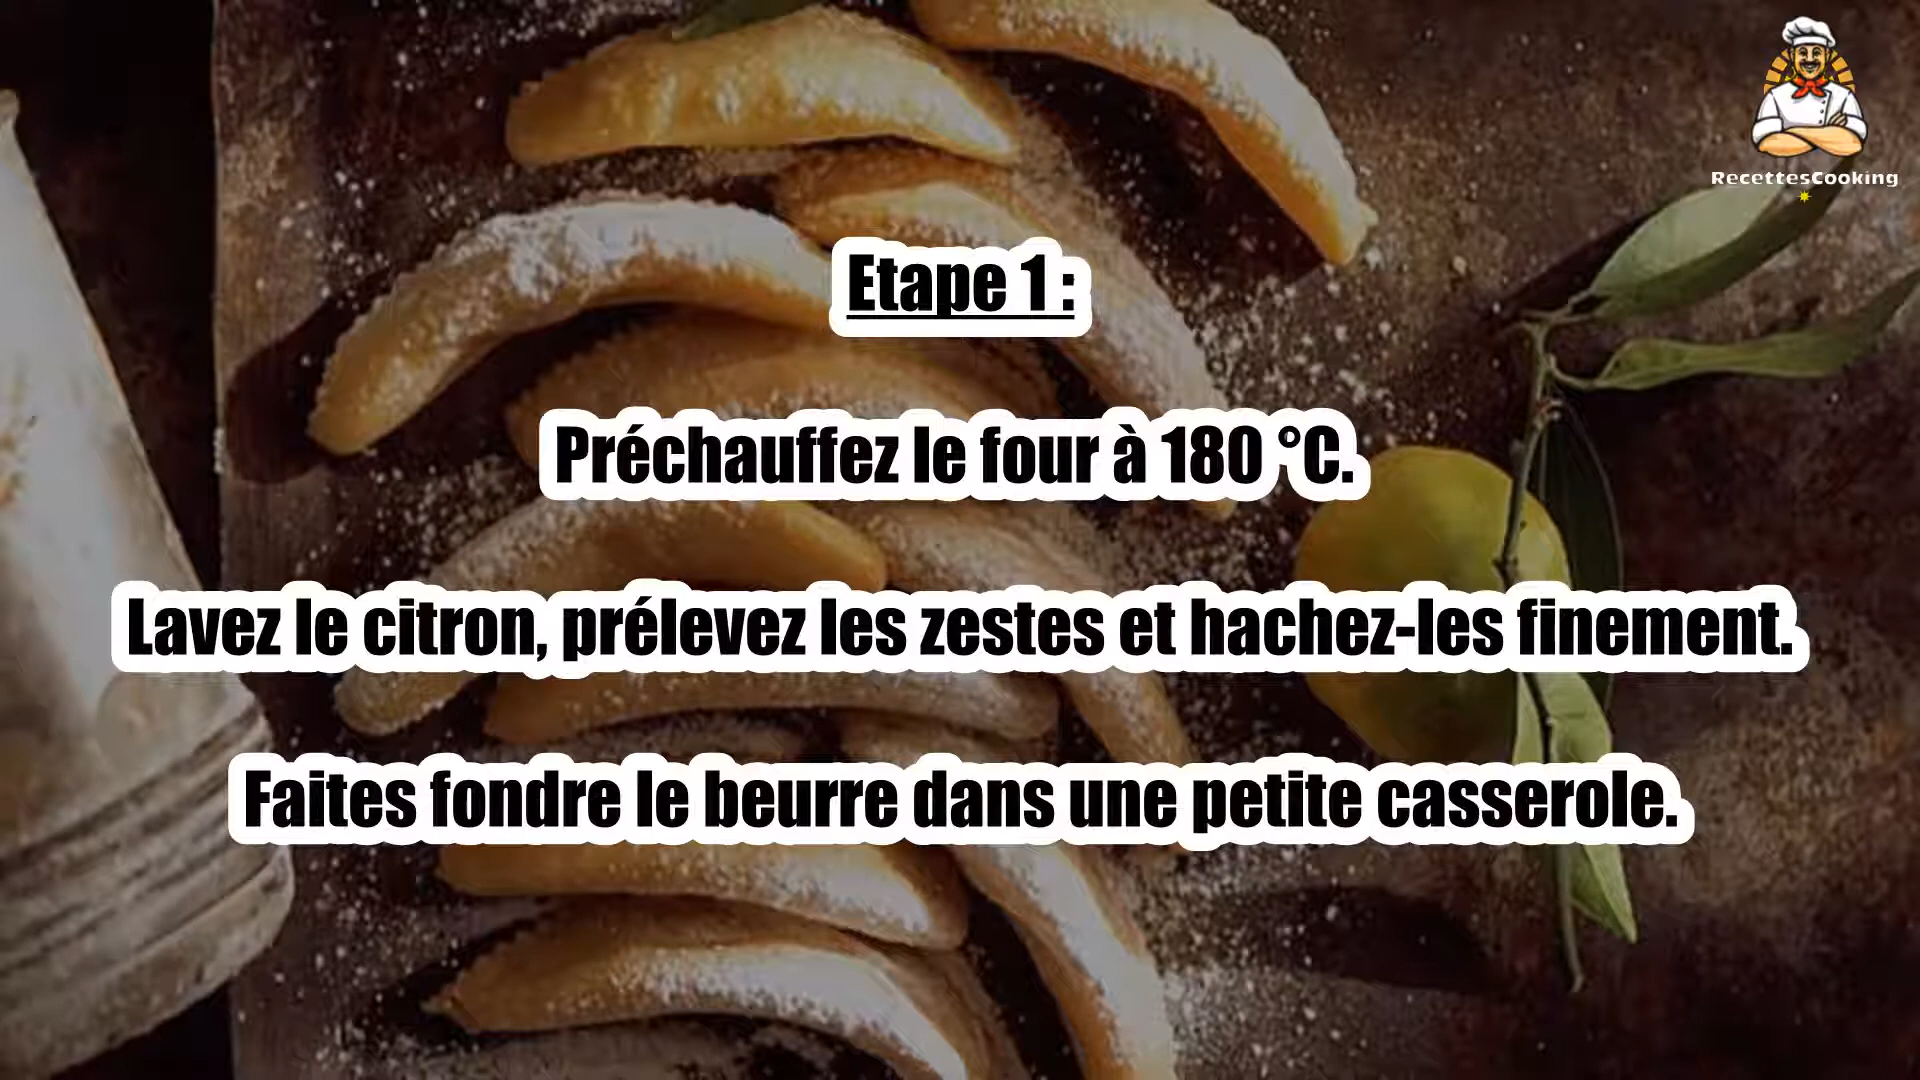 RecettesCooking
Etape 1 :
Préchauffez le four à 180 °C.
Lavez le citron, prélevez les zestes et hachez-les finement.
Faites fondre le beurre dans une petite casserole.